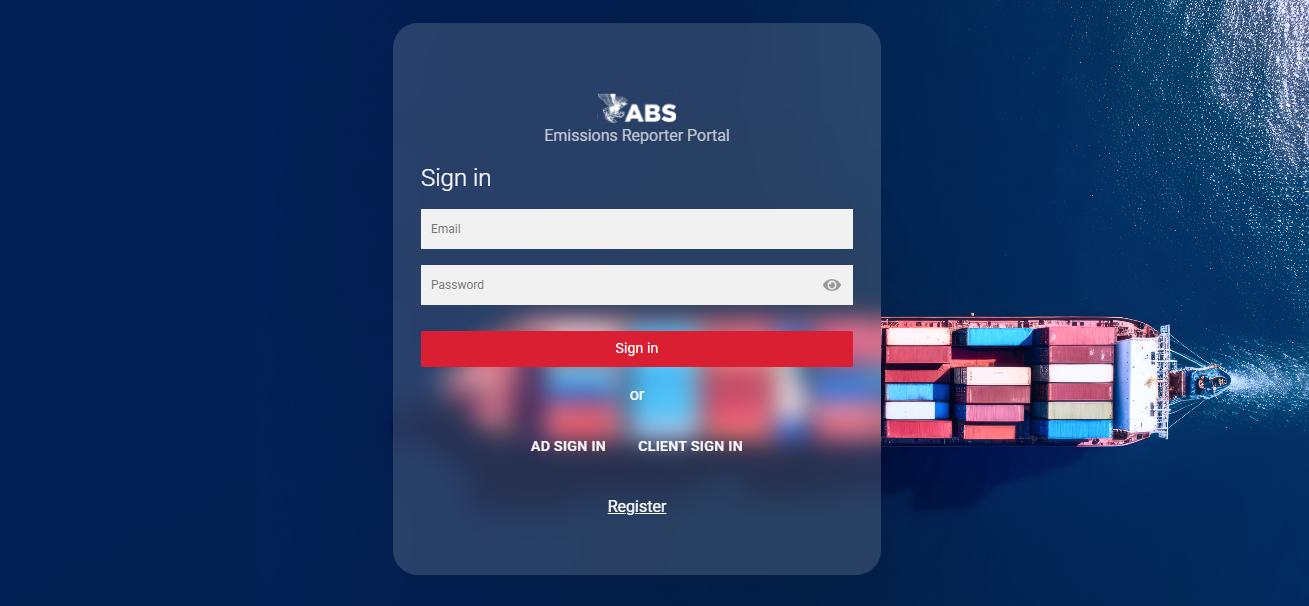 ABS
Emissions Reporter Portal
Sign in
Email
Password
Sign in
or
AD SIGN IN CLIENT SIGN IN
Register